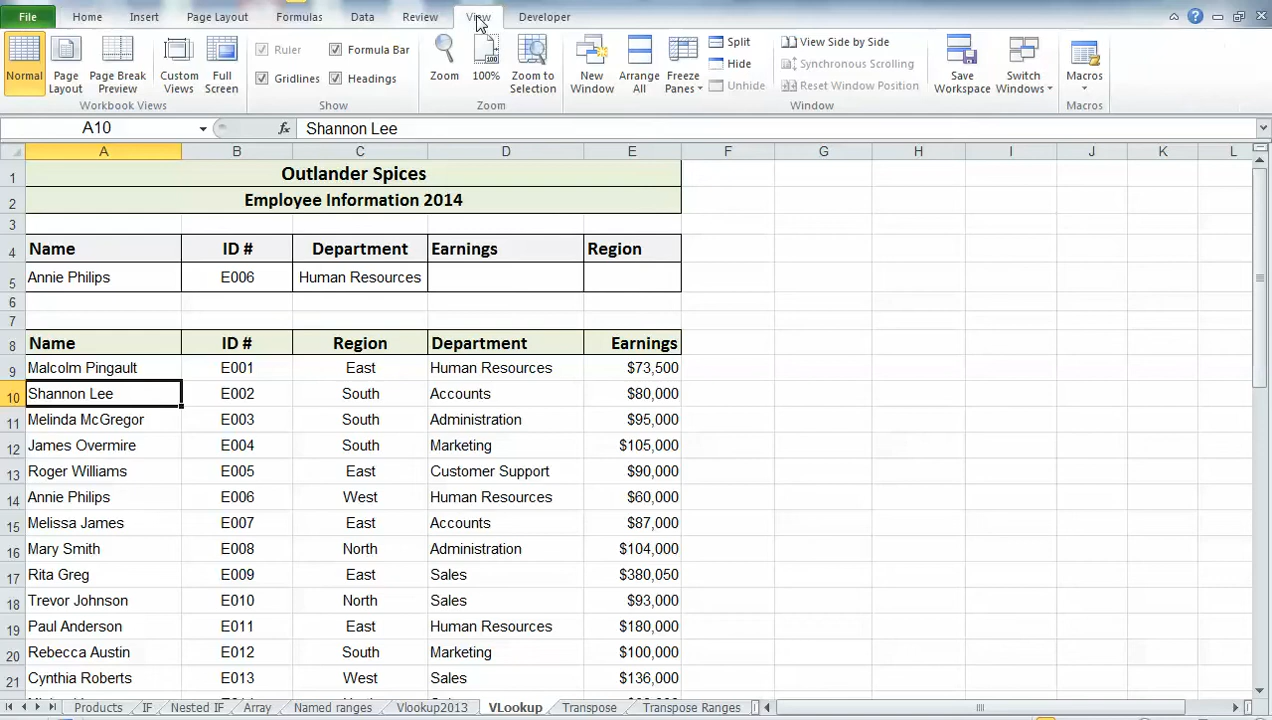 File Home Insert Page Layout Formulas Data Review View Developer
Normal Page Layout Page Break Preview Custom Views Full Screen
Ruler Formula Bar
Gridlines Headings
Zoom 100% Zoom to Selection
New Window Arrange All Freeze Panes
Split View Side by Side
Hide Synchronous Scrolling
Unhide Reset Window Position
Save Workspace Switch Windows Macros
Workbook Views Show Zoom Window Macros
A10 fx Shannon Lee
A B C D E F G H I J K L
1 Outlander Spices
2 Employee Information 2014
3
4 Name ID # Department Earnings Region
5 Annie Philips E006 Human Resources
6
7
8 Name ID # Region Department Earnings
9 Malcolm Pingault E001 East Human Resources $73,500
10 Shannon Lee E002 South Accounts $80,000
11 Melinda McGregor E003 South Administration $95,000
12 James Overmire E004 South Marketing $105,000
13 Roger Williams E005 East Customer Support $90,000
14 Annie Philips E006 West Human Resources $60,000
15 Melissa James E007 East Accounts $87,000
16 Mary Smith E008 North Administration $104,000
17 Rita Greg E009 East Sales $380,050
18 Trevor Johnson E010 North Sales $93,000
19 Paul Anderson E011 East Human Resources $180,000
20 Rebecca Austin E012 South Marketing $100,000
21 Cynthia Roberts E013 West Sales $136,000
Products IF Nested IF Array Named ranges Vlookup2013 VLookup Transpose Transpose Ranges